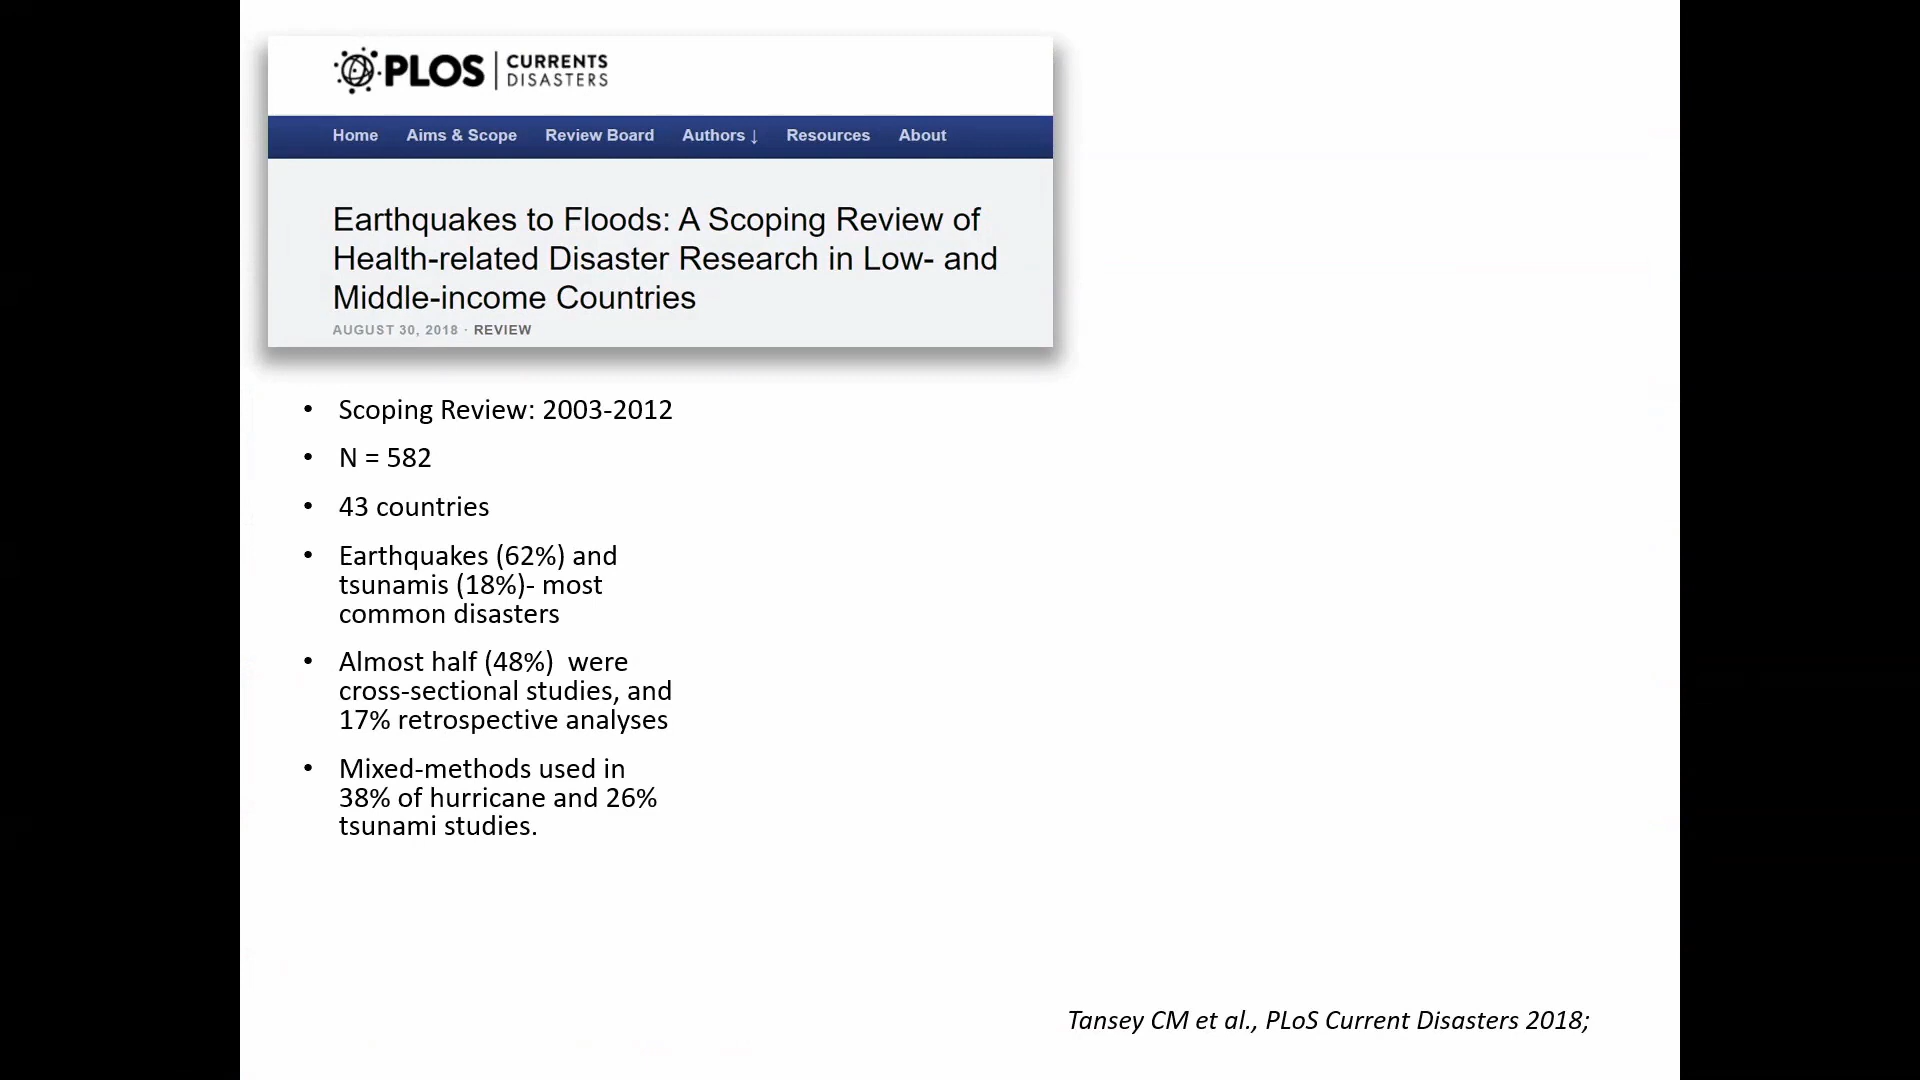 PLOS | CURRENTS
DISASTERS
Home Aims & Scope Review Board Authors ↓ Resources About
Earthquakes to Floods: A Scoping Review of
Health-related Disaster Research in Low- and
Middle-income Countries
AUGUST 30, 2018 · REVIEW
• Scoping Review: 2003-2012
• N = 582
• 43 countries
• Earthquakes (62%) and
tsunamis (18%)- most
common disasters
• Almost half (48%)  were
cross-sectional studies, and
17% retrospective analyses
• Mixed-methods used in
38% of hurricane and 26%
tsunami studies.
Tansey CM et al., PLoS Current Disasters 2018;